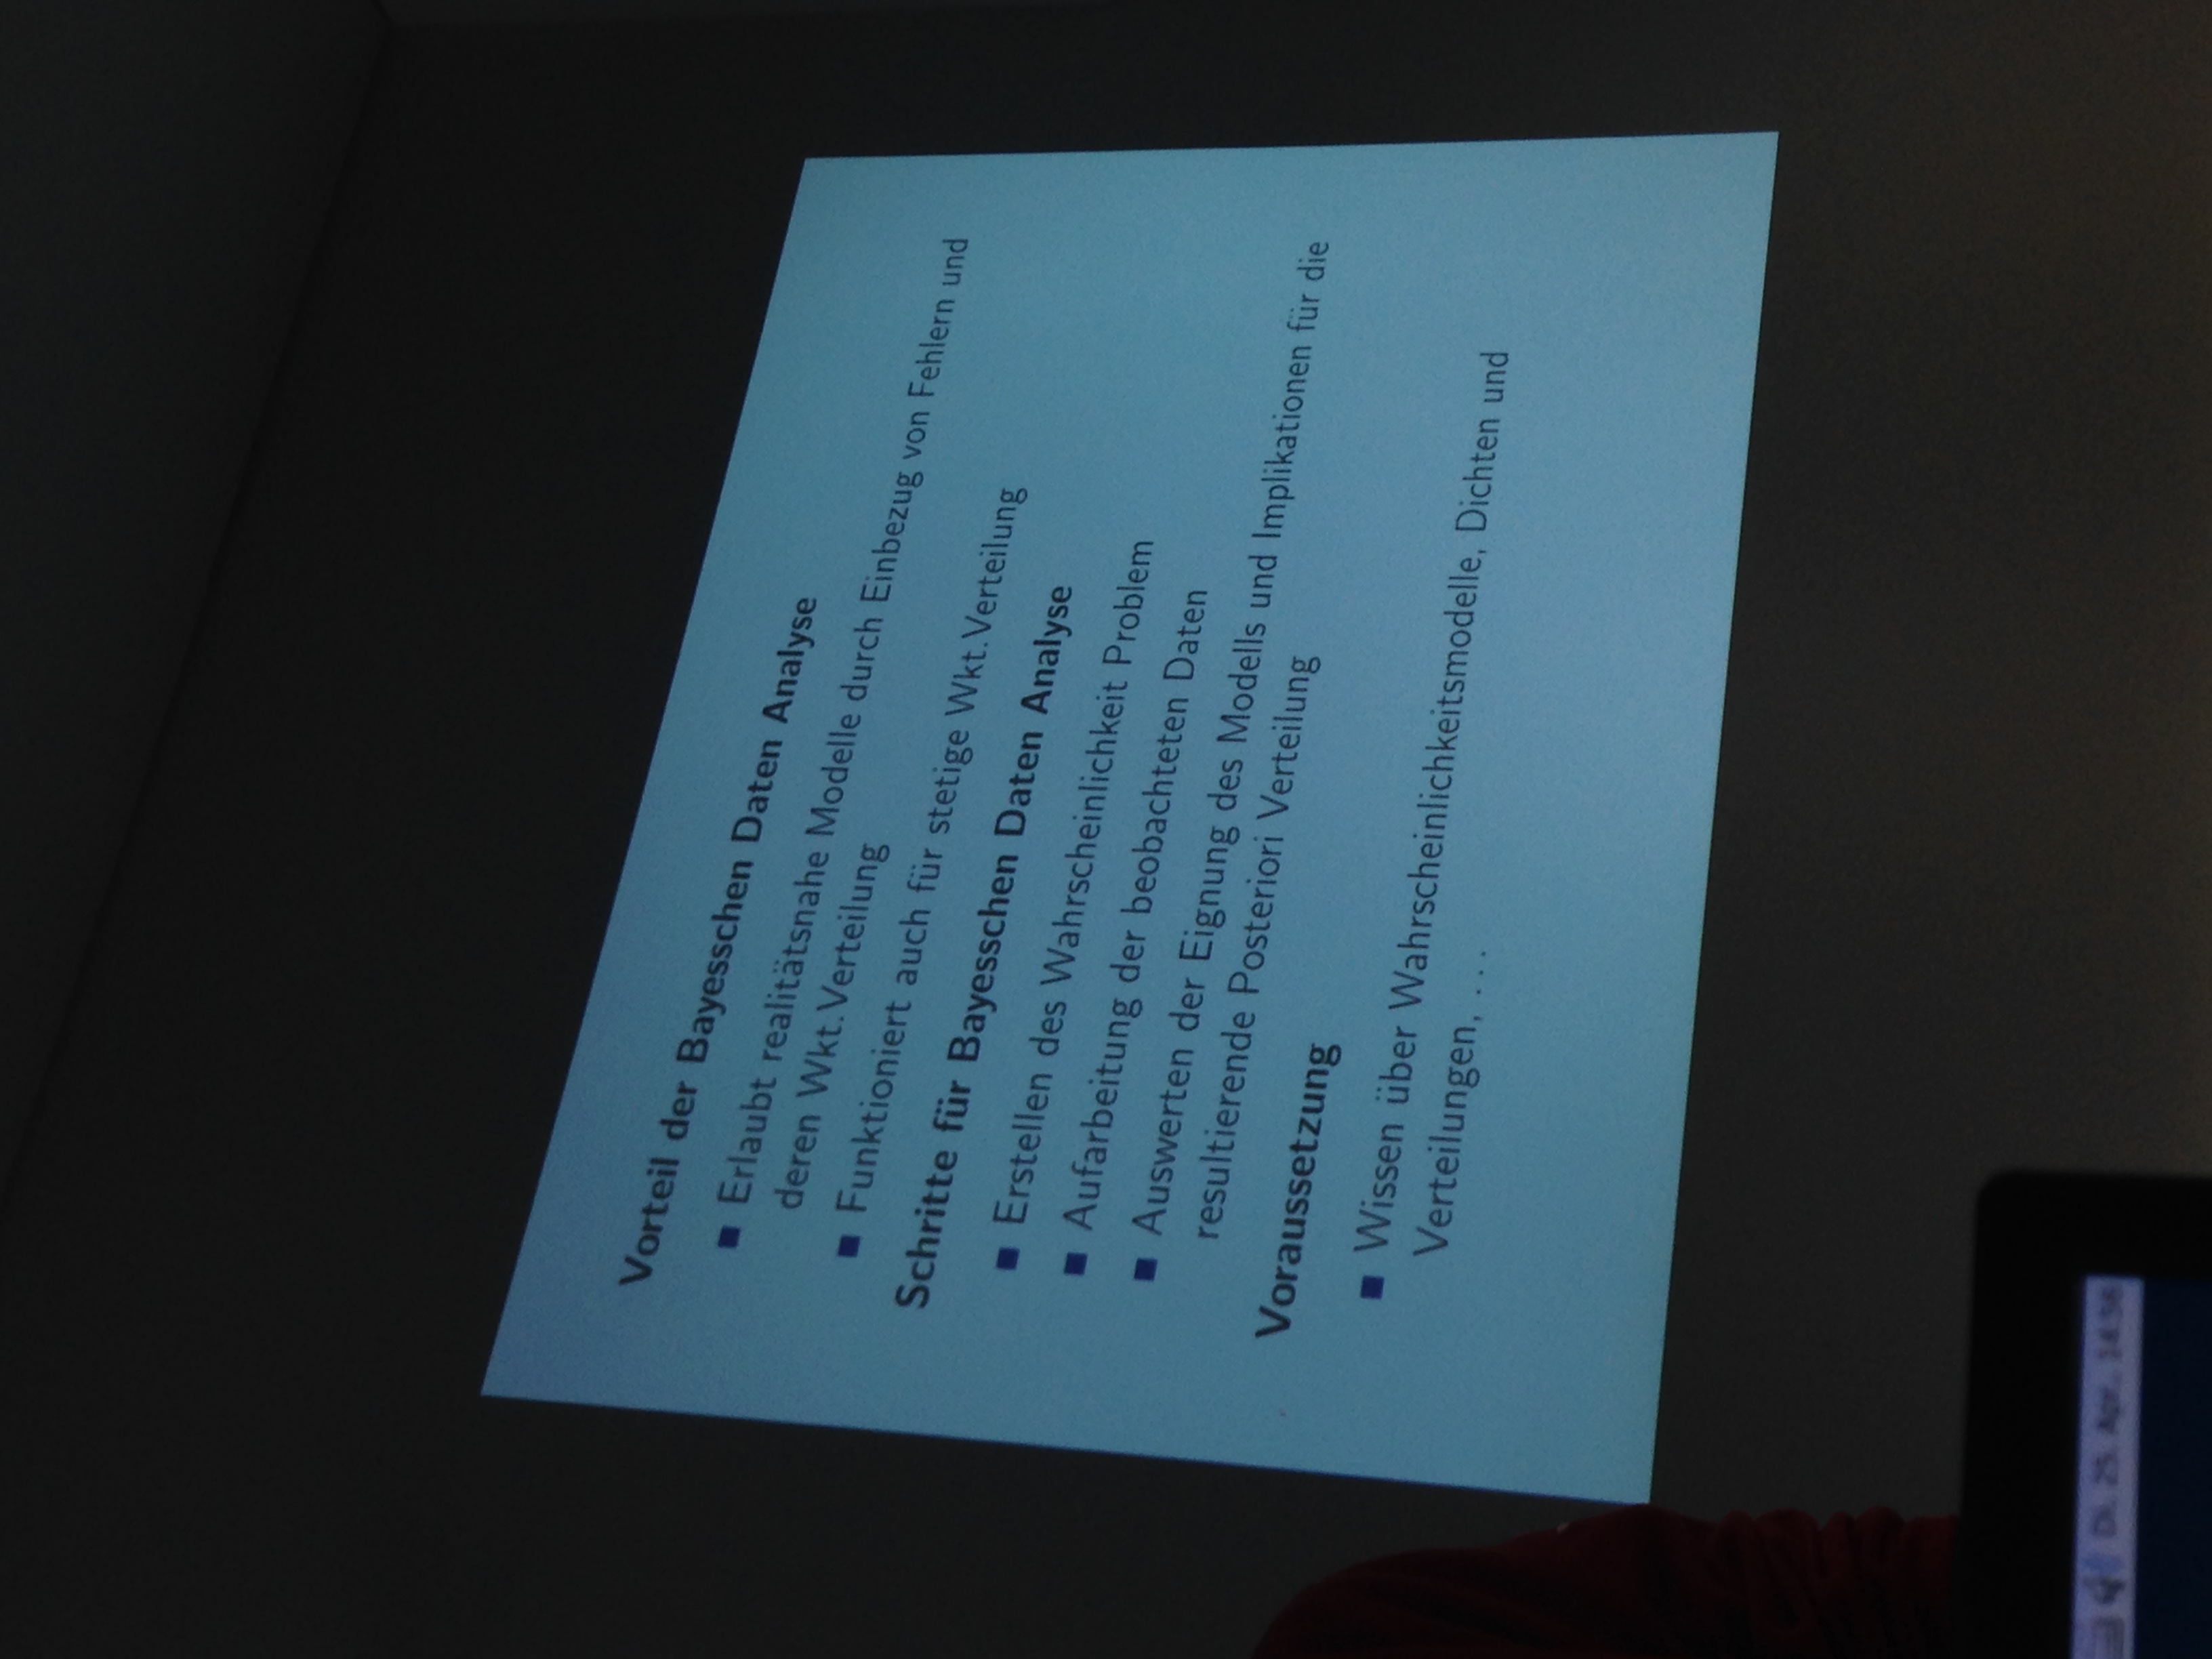 Vorteil der Bayesschen Daten Analyse
Erlaubt realitätsnahe Modelle durch Einbezug von Fehlern und
deren Wkt.Verteilung
Funktioniert auch für stetige Wkt.Verteilung
Schritte für Bayesschen Daten Analyse
Erstellen des Wahrscheinlichkeit Problem
Aufarbeitung der beobachteten Daten
Auswerten der Eignung des Modells und Implikationen für die
resultierende Posteriori Verteilung
Voraussetzung
Wissen über Wahrscheinlichkeitsmodelle, Dichten und
Verteilungen, ...
Di. 25. Apr., 14:56